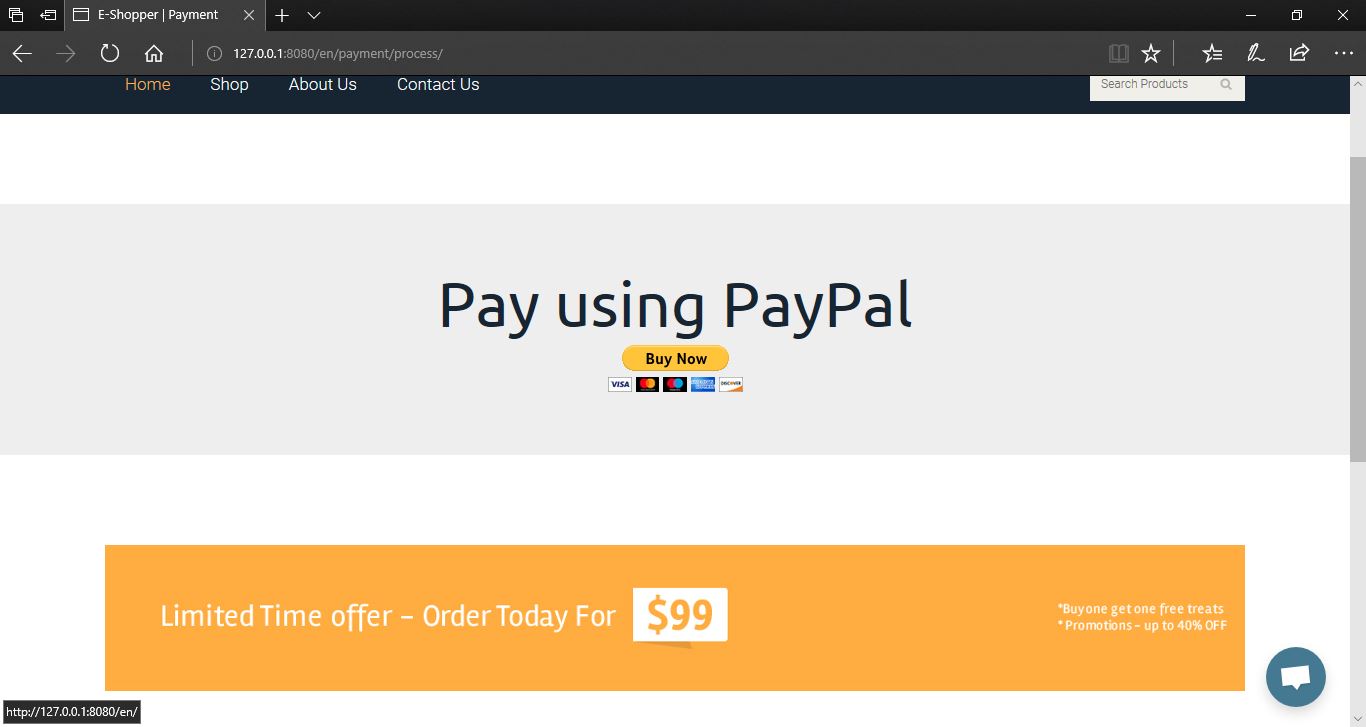 E-Shopper | Payment
127.0.0.1:8080/en/payment/process/
Home Shop About Us Contact Us
Search Products
Pay using PayPal
Buy Now
VISA DISCOVER
Limited Time offer – Order Today For $99
*Buy one get one free treats
* Promotions – up to 40% OFF
http://127.0.0.1:8080/en/